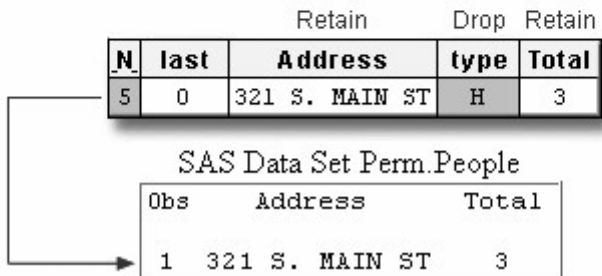 Retain Drop Retain
_N_ last Address type Total
5 0 321 S. MAIN ST H 3
SAS Data Set Perm.People
Obs Address Total
1 321 S. MAIN ST 3